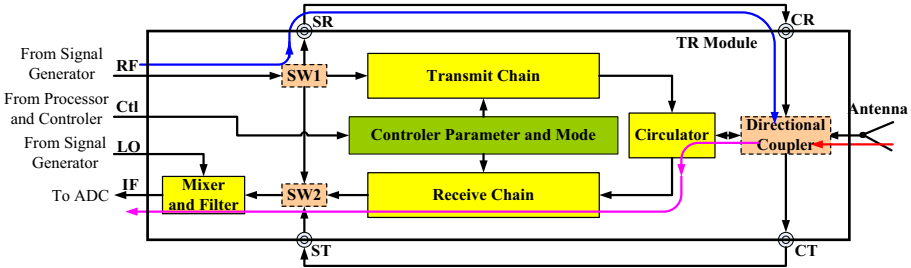 SR
CR
TR Module
From Signal
Generator
RF
SW1
Transmit Chain
From Processor
and Controler
Ctl
Controler Parameter and Mode
Circulator
Directional
Coupler
Antenna
From Signal
Generator
LO
To ADC
IF
Mixer
and Filter
SW2
Receive Chain
ST
CT